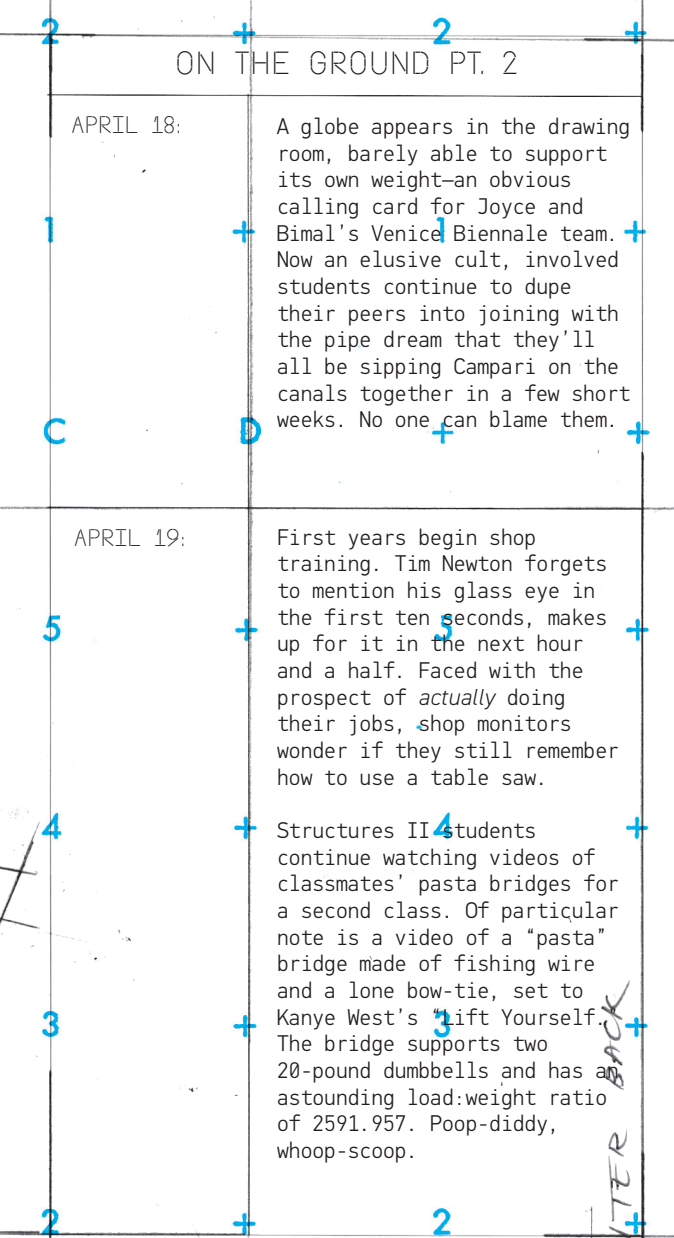 2 2
ON THE GROUND PT. 2
APRIL 18:
A globe appears in the drawing
room, barely able to support
its own weight—an obvious
calling card for Joyce and
1 1
Bimal's Venice Biennale team.
Now an elusive cult, involved
students continue to dupe
their peers into joining with
the pipe dream that they'll
all be sipping Campari on the
canals together in a few short
weeks. No one can blame them.
C D
APRIL 19:
First years begin shop
training. Tim Newton forgets
to mention his glass eye in
the first ten seconds, makes
5 5
up for it in the next hour
and a half. Faced with the
prospect of actually doing
their jobs, shop monitors
wonder if they still remember
how to use a table saw.
4 4
Structures II students
continue watching videos of
classmates' pasta bridges for
a second class. Of particular
note is a video of a “pasta”
bridge made of fishing wire
and a lone bow-tie, set to
3 3
Kanye West's “Lift Yourself.
The bridge supports two
20-pound dumbbells and has an
astounding load:weight ratio
of 2591.957. Poop-diddy,
whoop-scoop.
BACK
2 2